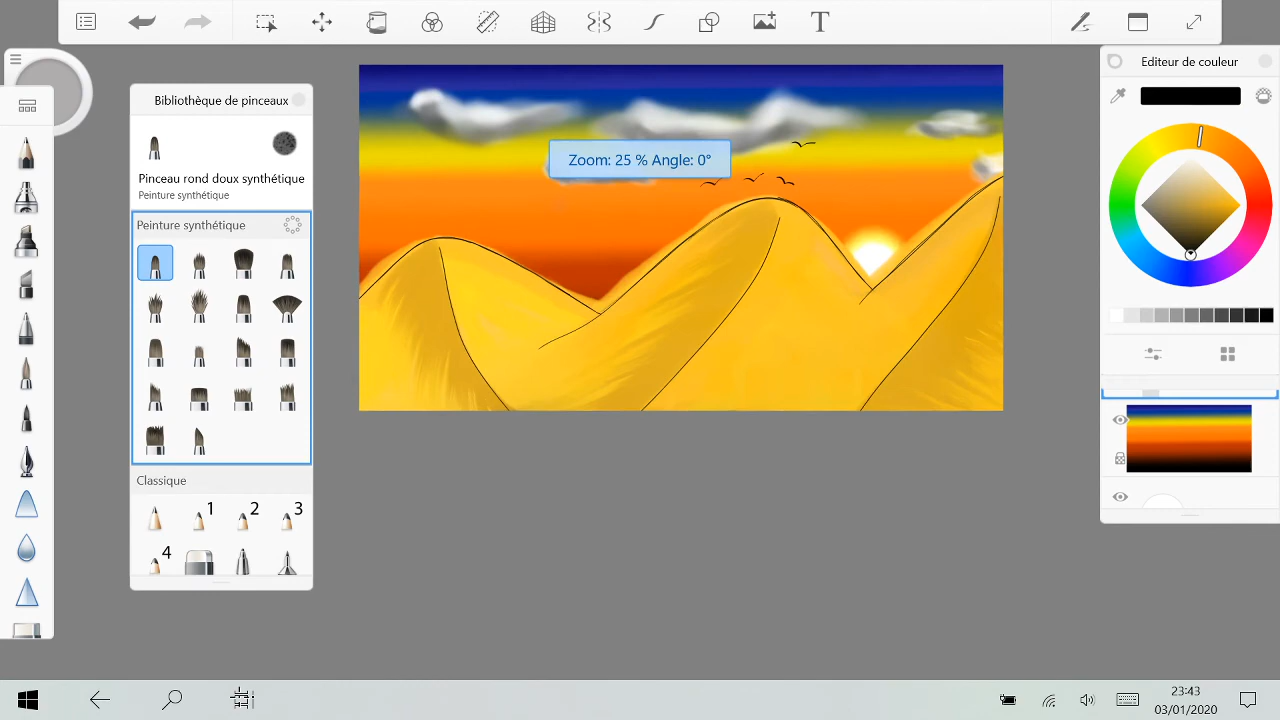 T
Bibliothèque de pinceaux
Pinceau rond doux synthétique
Peinture synthétique
Peinture synthétique
Classique
1
2
3
4
Zoom: 25 % Angle: 0°
Editeur de couleur
23:43
03/01/2020